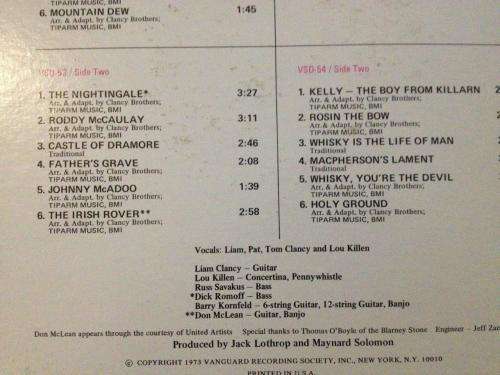 6. MOUNTAIN DEW 1:45
Arr. & Adapt. by Clancy Brothers;
TIPARM MUSIC, BMI
VSD-53 / Side Two
1. THE NIGHTINGALE* 3:27
Arr. & Adapt. by Clancy Brothers;
TIPARM MUSIC, BMI
2. RODDY McCAULAY 3:11
Arr. & Adapt. by Clancy Brothers;
TIPARM MUSIC, BMI
3. CASTLE OF DRAMORE 2:46
Traditional
4. FATHER'S GRAVE 2:08
Arr. & Adapt. by Clancy Brothers;
TIPARM MUSIC, BMI
5. JOHNNY McADOO 1:39
Arr. & Adapt. by Clancy Brothers;
TIPARM MUSIC, BMI
6. THE IRISH ROVER** 2:58
Arr. & Adapt. by Clancy Brothers;
TIPARM MUSIC, BMI
VSD-54 / Side Two
1. KELLY — THE BOY FROM KILLARN
Arr. & Adapt. by Clancy Brothers;
TIPARM MUSIC, BMI
2. ROSIN THE BOW
Arr. & Adapt. by Clancy Brothers;
TIPARM MUSIC, BMI
3. WHISKY IS THE LIFE OF MAN
Traditional
4. MACPHERSON'S LAMENT
Traditional
5. WHISKY, YOU'RE THE DEVIL
6. HOLY GROUND
Arr. & Adapt. by Clancy Brothers;
TIPARM MUSIC, BMI
Vocals: Liam, Pat, Tom Clancy and Lou Killen
Liam Clancy — Guitar
Lou Killen — Concertina, Pennywhistle
Russ Savakus — Bass
*Dick Romoff — Bass
Barry Kornfeld — 6-string Guitar, 12-string Guitar, Banjo
**Don McLean — Guitar, Banjo
Don McLean appears through the courtesy of United Artists Special thanks to Thomas O'Boyle of the Blarney Stone Engineer — Jeff Zar
Produced by Jack Lothrop and Maynard Solomon
© COPYRIGHT 1973 VANGUARD RECORDING SOCIETY, INC., NEW YORK, N.Y. 10010
PRINTED IN U.S.A.